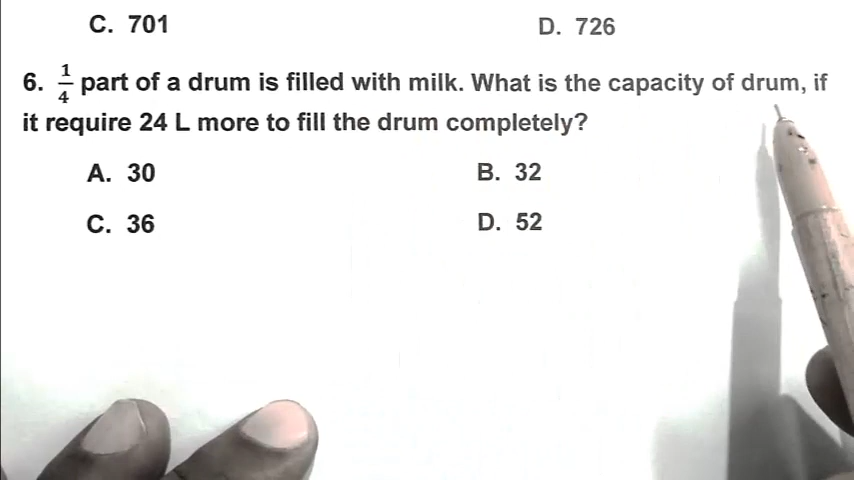 C. 701 D. 726
6. 1/4 part of a drum is filled with milk. What is the capacity of drum, if
it require 24 L more to fill the drum completely?
A. 30 B. 32
C. 36 D. 52